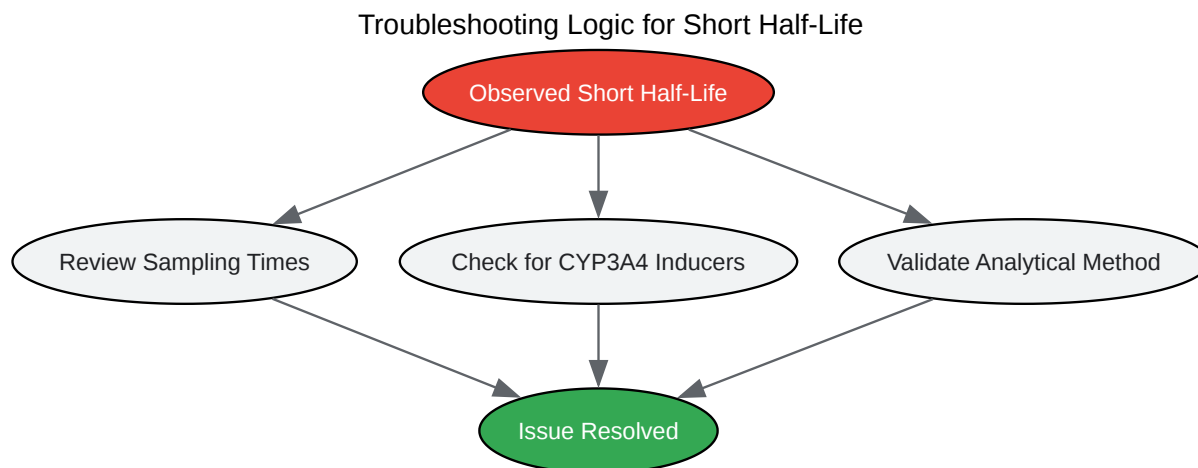 Troubleshooting Logic for Short Half-Life
Observed Short Half-Life
Review Sampling Times
Check for CYP3A4 Inducers
Validate Analytical Method
Issue Resolved